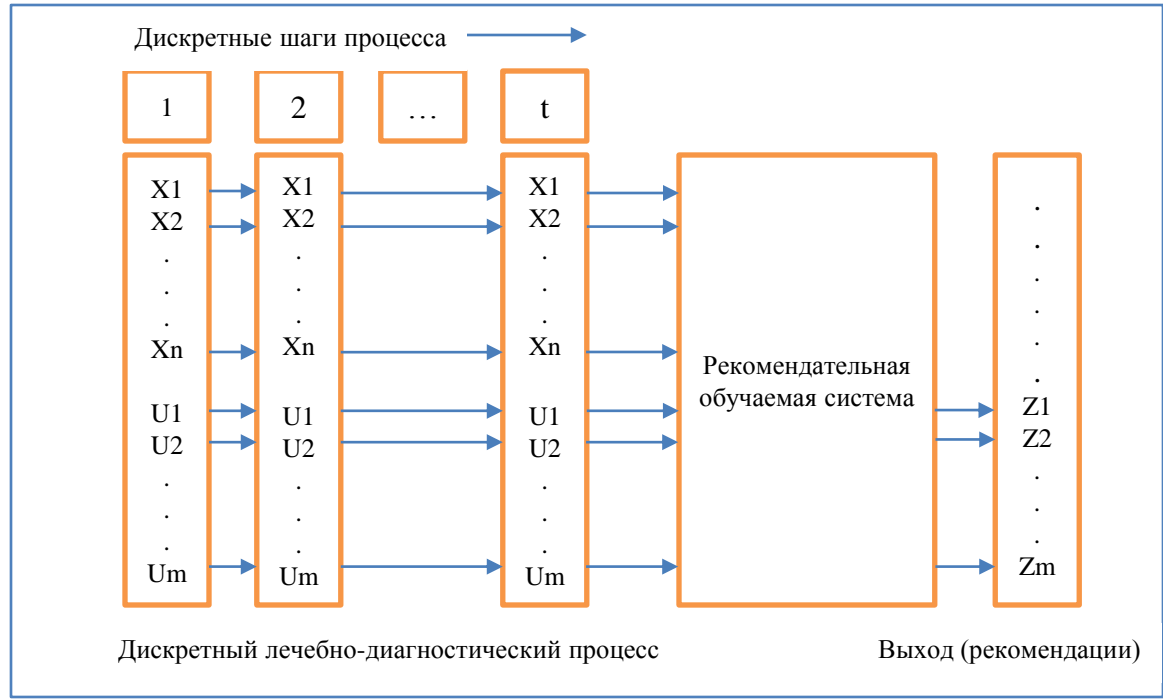 Дискретные шаги процесса
1
2
...
t
X1
X2
.
.
.
Xn
U1
U2
.
.
.
Um
X1
X2
.
.
.
Xn
U1
U2
.
.
.
Um
X1
X2
.
.
.
Xn
U1
U2
.
.
.
Um
Рекомендательная
обучаемая система
.
.
.
.
.
.
Z1
Z2
.
.
.
Zm
Дискретный лечебно-диагностический процесс
Выход (рекомендации)